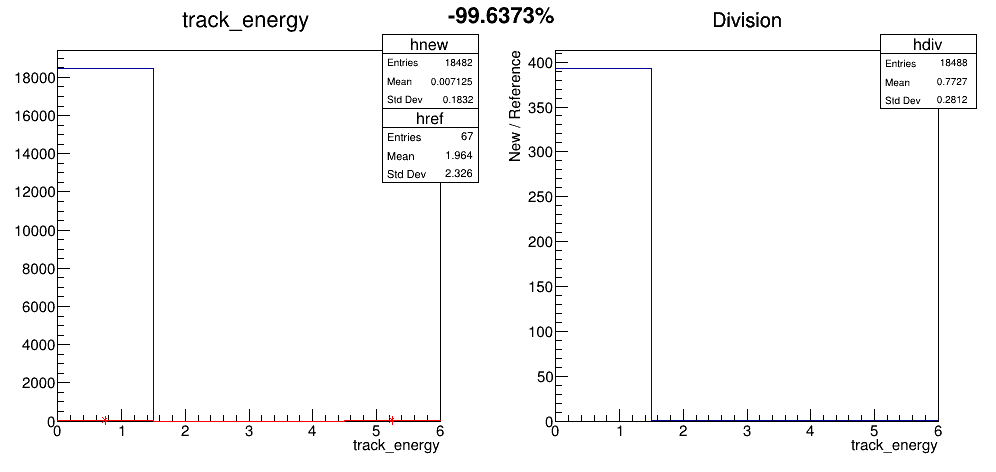 track_energy
-99.6373%
Division
hnew
Entries 18482
Mean 0.007125
Std Dev 0.1832
href
Entries 67
Mean 1.964
Std Dev 2.326
18000
16000
14000
12000
10000
8000
6000
4000
2000
0
0 1 2 3 4 5 6
track_energy
hdiv
Entries 18488
Mean 0.7727
Std Dev 0.2812
New / Reference
400
350
300
250
200
150
100
50
0
0 1 2 3 4 5 6
track_energy